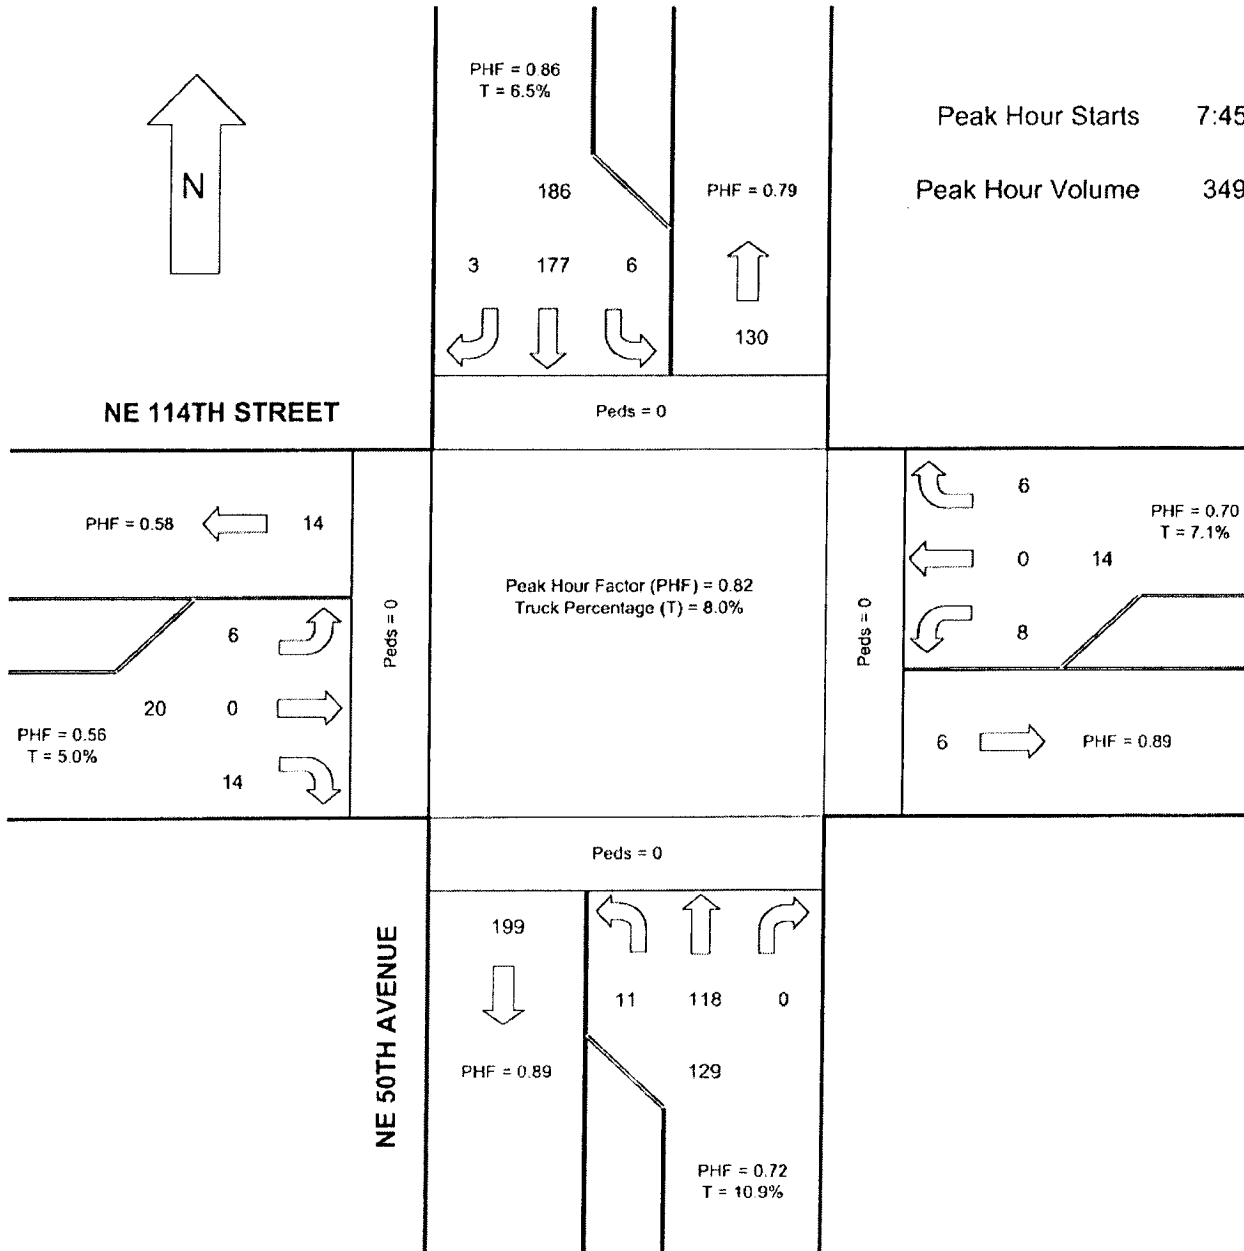 PHF = 0.86
T = 6.5%
Peak Hour Starts 7:45
N
186
PHF = 0.79
Peak Hour Volume 349
3 177 6
130
NE 114TH STREET
Peds = 0
PHF = 0.58 14
6
PHF = 0.70
T = 7.1%
0 14
8
Peak Hour Factor (PHF) = 0.82
Truck Percentage (T) = 8.0%
Peds = 0
Peds = 0
6
20 0
PHF = 0.56
T = 5.0%
14
6 PHF = 0.89
Peds = 0
199
11 118 0
NE 50TH AVENUE
PHF = 0.89
129
PHF = 0.72
T = 10.9%